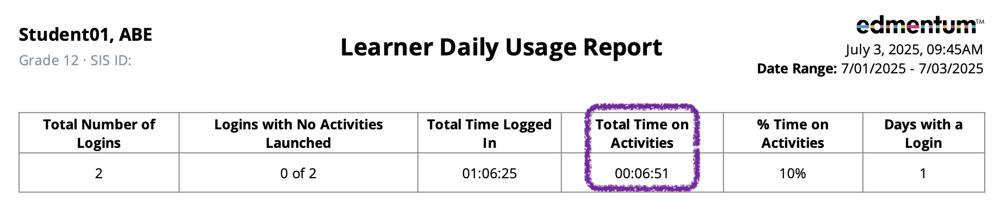 Student01, ABE
Grade 12 · SIS ID:
Learner Daily Usage Report
edmentum™
July 3, 2025, 09:45AM
Date Range: 7/01/2025 - 7/03/2025
Total Number of Logins
Logins with No Activities Launched
Total Time Logged In
Total Time on Activities
% Time on Activities
Days with a Login
2
0 of 2
01:06:25
00:06:51
10%
1